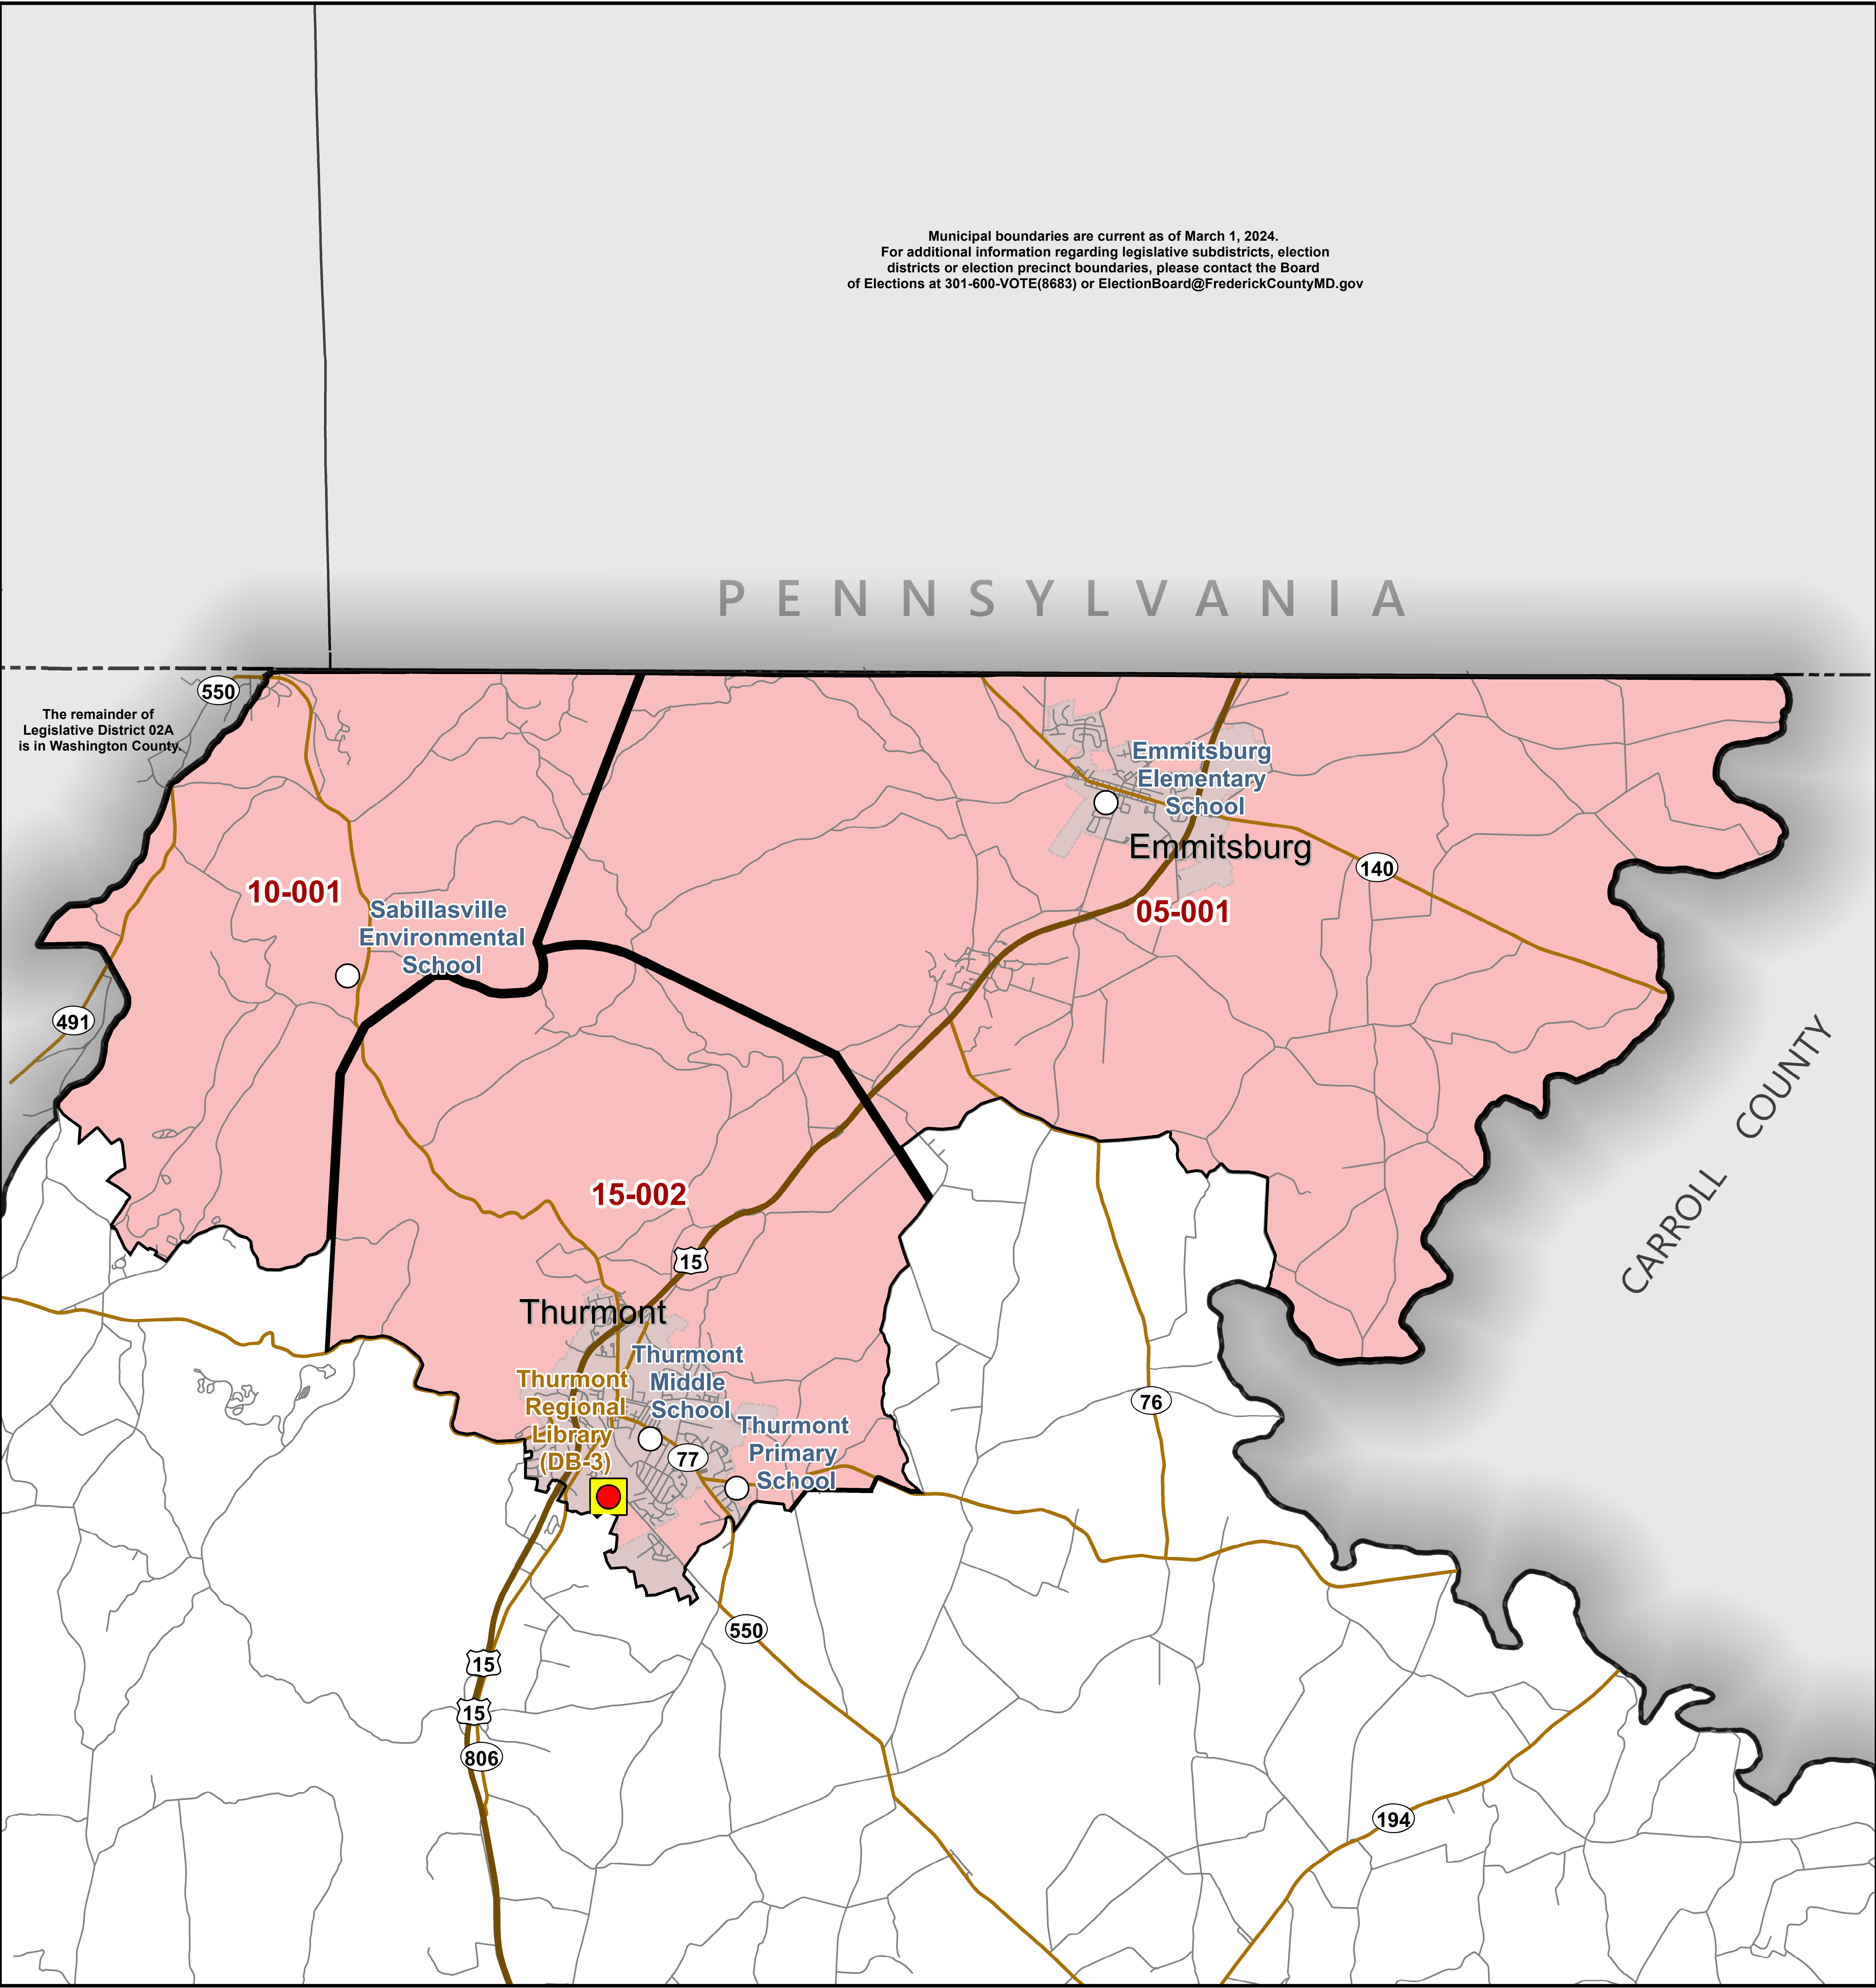 Municipal boundaries are current as of March 1, 2024.
For additional information regarding legislative subdistricts, election
districts or election precinct boundaries, please contact the Board
of Elections at 301-600-VOTE(8683) or ElectionBoard@FrederickCountyMD.gov
PENNSYLVANIA
550
The remainder of
Legislative District 02A
is in Washington County.
Emmitsburg
Elementary
School
Emmitsburg
140
10-001
05-001
Sabillasville
Environmental
School
491
CARROLL COUNTY
15-002
15
Thurmont
Thurmont
Middle
School
Thurmont
Regional
Library
(DB-3)
76
Thurmont
Primary
School
77
550
15
15
806
194